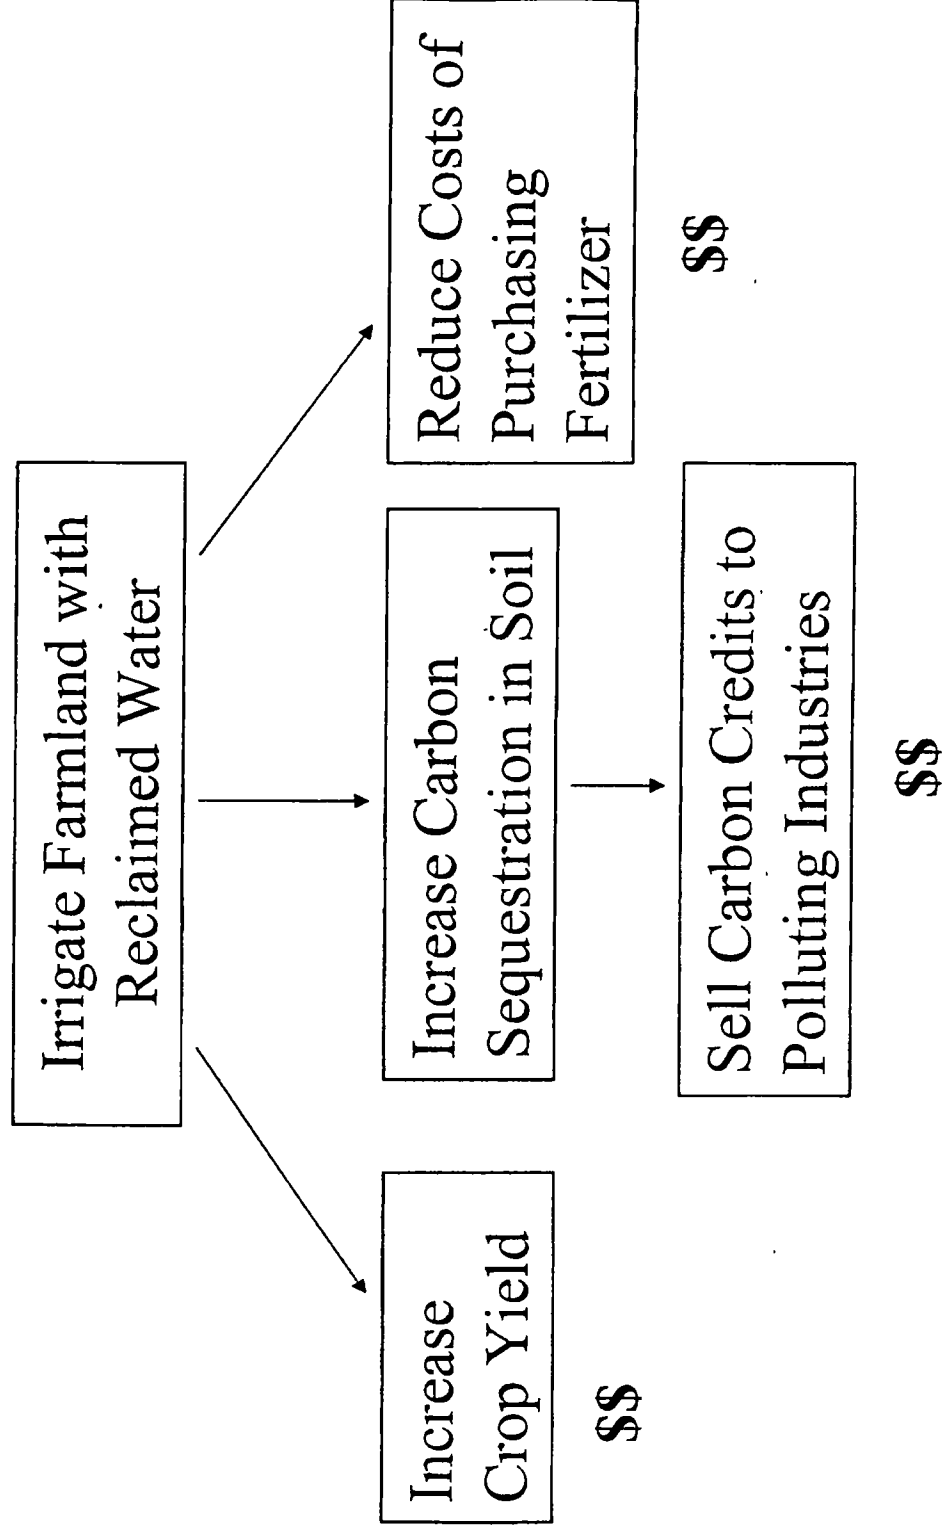 Irrigate Farmland with
Reclaimed Water
Increase
Crop Yield
$$
Increase Carbon
Sequestration in Soil
Reduce Costs of
Purchasing
Fertilizer
$$
Sell Carbon Credits to
Polluting Industries
$$